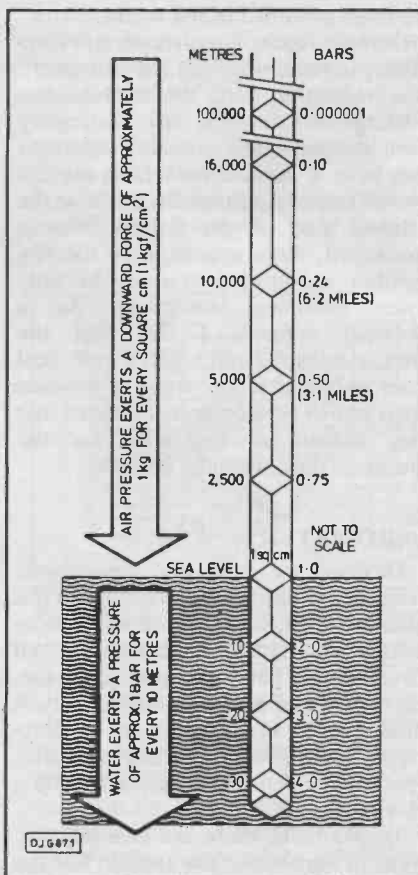 METRES BARS
100,000 0·000001
16,000 0·10
10,000 0·24
(6·2 MILES)
5,000 0·50
(3·1 MILES)
2,500 0·75
AIR PRESSURE EXERTS A DOWNWARD FORCE OF APPROXIMATELY
1kg FOR EVERY SQUARE cm (1kgf/cm²)
NOT TO
SCALE
1sq cm
SEA LEVEL 1·0
10 2·0
20 3·0
30 4·0
WATER EXERTS A PRESSURE
OF APPROX. 1 BAR FOR
EVERY 10 METRES
DJG871